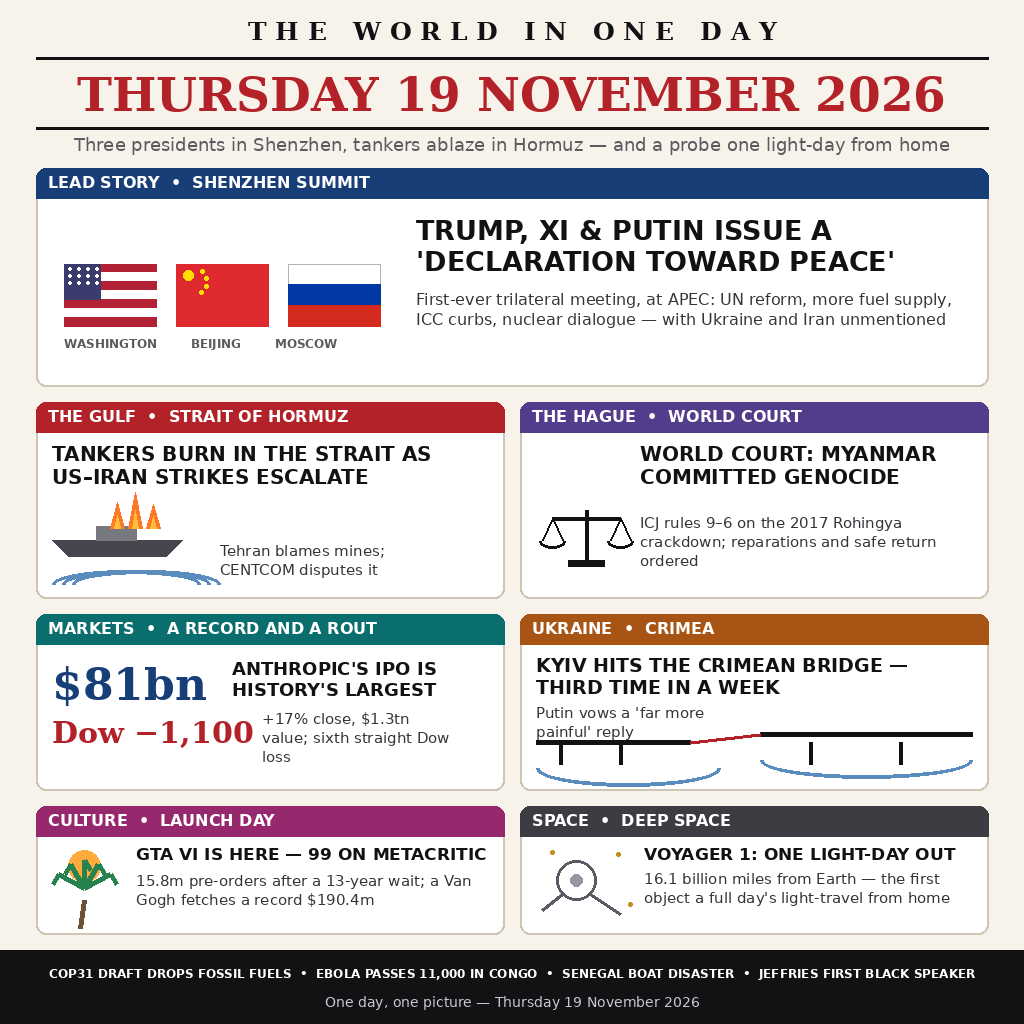 THE WORLD IN ONE DAY
THURSDAY 19 NOVEMBER 2026
Three presidents in Shenzhen, tankers ablaze in Hormuz — and a probe one light-day from home
LEAD STORY • SHENZHEN SUMMIT
TRUMP, XI & PUTIN ISSUE A
'DECLARATION TOWARD PEACE'
First-ever trilateral meeting, at APEC: UN reform, more fuel supply,
ICC curbs, nuclear dialogue — with Ukraine and Iran unmentioned
WASHINGTON BEIJING MOSCOW
THE GULF • STRAIT OF HORMUZ
TANKERS BURN IN THE STRAIT AS
US–IRAN STRIKES ESCALATE
Tehran blames mines;
CENTCOM disputes it
THE HAGUE • WORLD COURT
WORLD COURT: MYANMAR
COMMITTED GENOCIDE
ICJ rules 9–6 on the 2017 Rohingya
crackdown; reparations and safe return
ordered
MARKETS • A RECORD AND A ROUT
$81bn
ANTHROPIC'S IPO IS
HISTORY'S LARGEST
Dow −1,100
+17% close, $1.3tn
value; sixth straight Dow
loss
UKRAINE • CRIMEA
KYIV HITS THE CRIMEAN BRIDGE —
THIRD TIME IN A WEEK
Putin vows a 'far more
painful' reply
CULTURE • LAUNCH DAY
GTA VI IS HERE — 99 ON METACRITIC
15.8m pre-orders after a 13-year wait; a Van
Gogh fetches a record $190.4m
SPACE • DEEP SPACE
VOYAGER 1: ONE LIGHT-DAY OUT
16.1 billion miles from Earth — the first
object a full day's light-travel from home
COP31 DRAFT DROPS FOSSIL FUELS • EBOLA PASSES 11,000 IN CONGO • SENEGAL BOAT DISASTER • JEFFRIES FIRST BLACK SPEAKER
One day, one picture — Thursday 19 November 2026